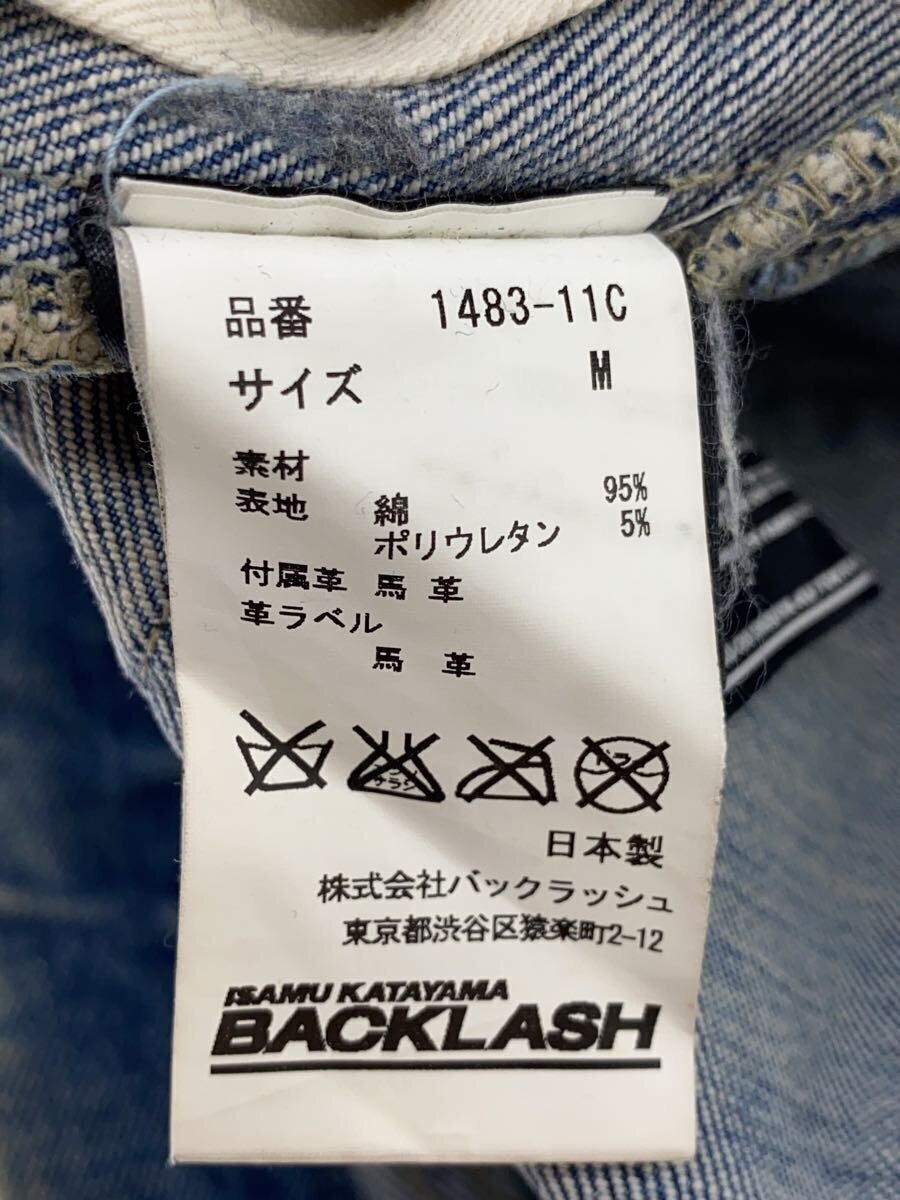 品番 1483-11C
サイズ M
素材
表地 綿 95%
ポリウレタン 5%
付属革 馬 革
革ラベル
馬 革
日本製
株式会社バックラッシュ
東京都渋谷区猿楽町2-12
ISAMU KATAYAMA
BACKLASH